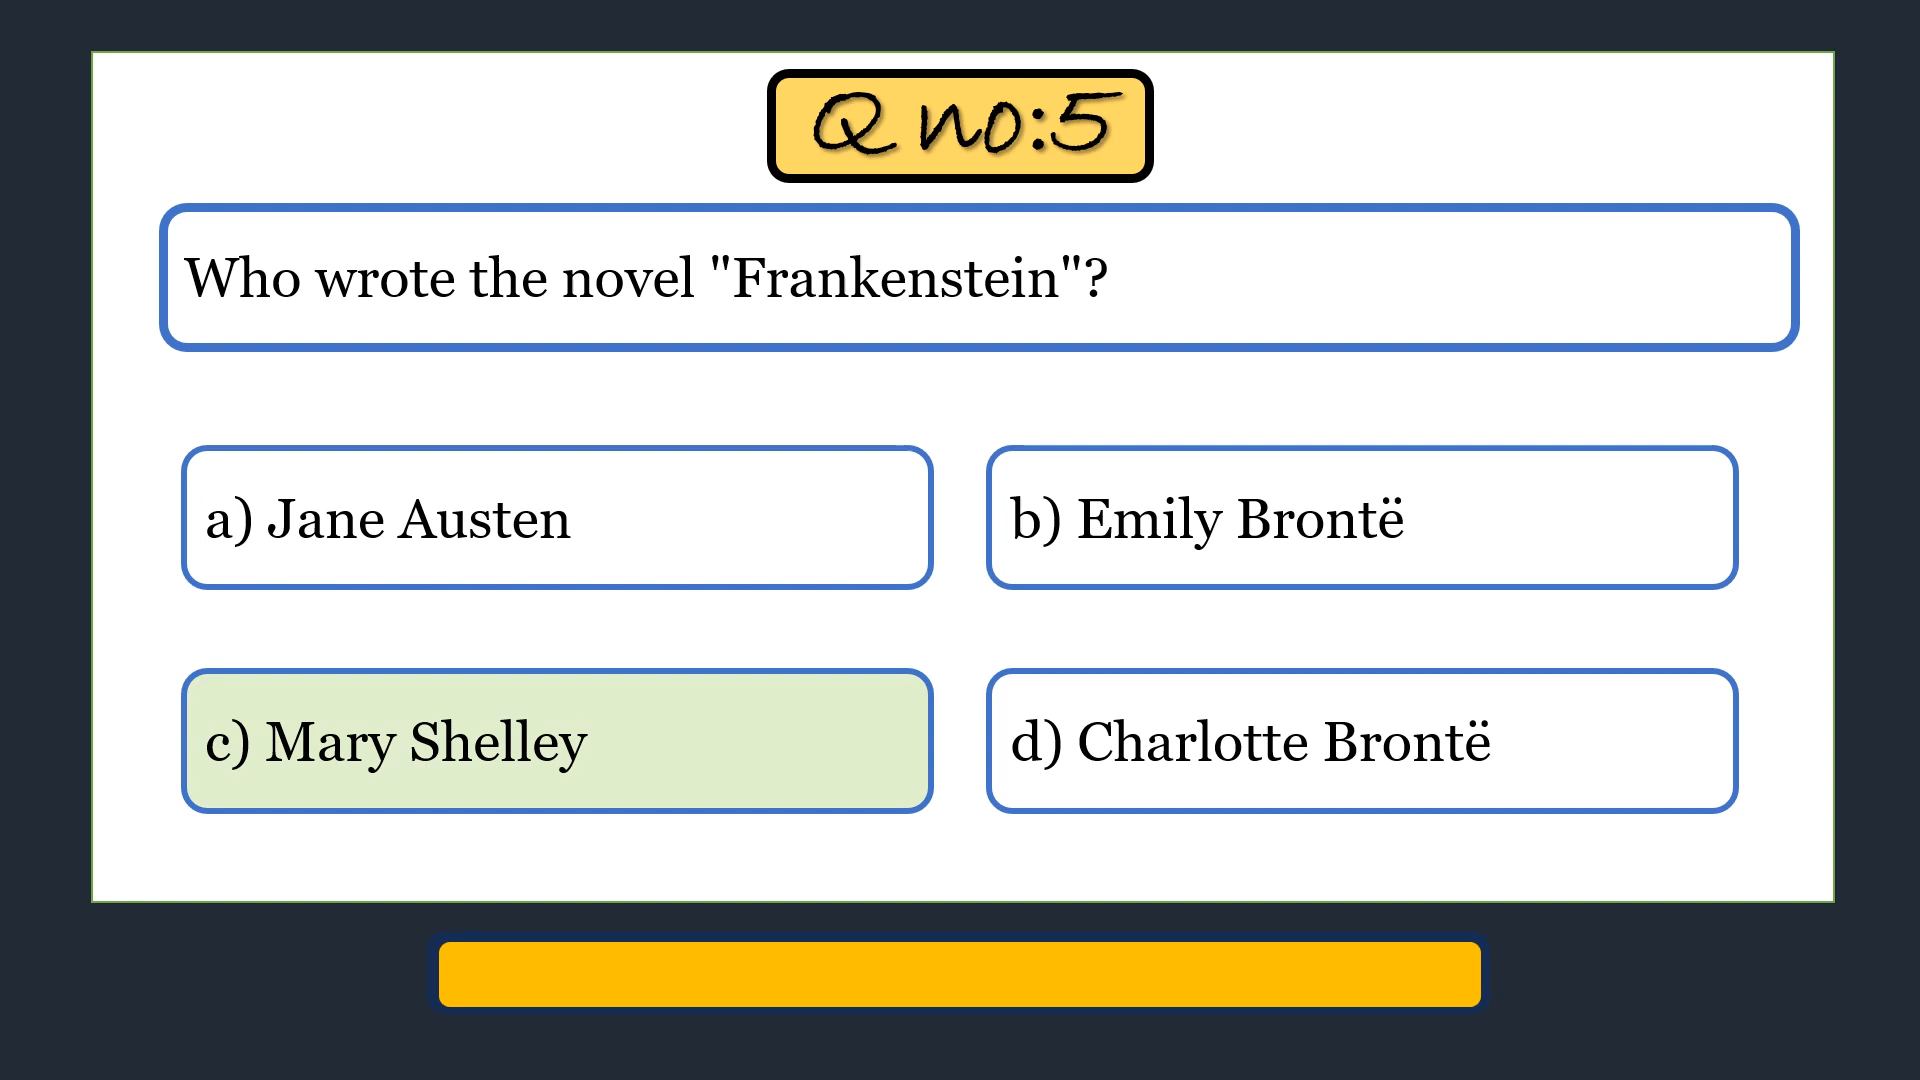 Q no:5
Who wrote the novel "Frankenstein"?
a) Jane Austen
b) Emily Brontë
c) Mary Shelley
d) Charlotte Brontë